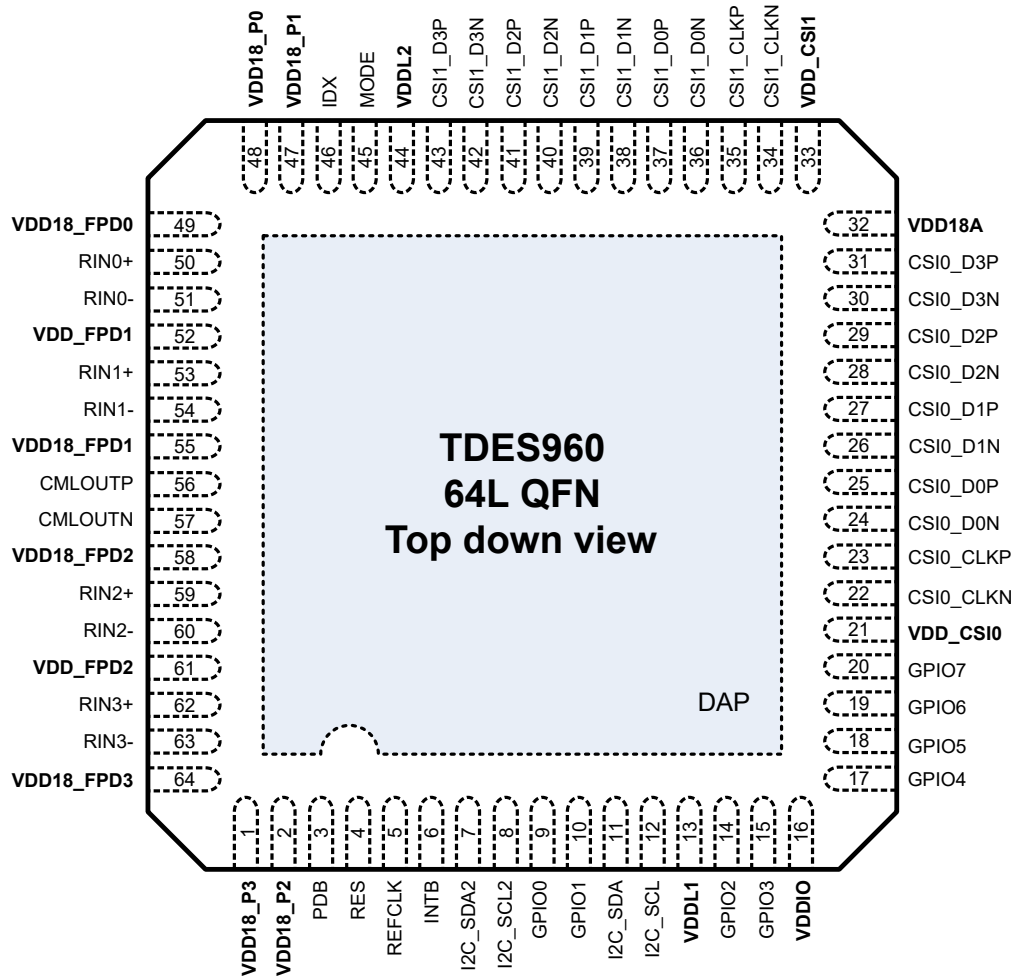 VDD18_P0
VDD18_P1
IDX
MODE
VDDL2
CSI1_D3P
CSI1_D3N
CSI1_D2P
CSI1_D2N
CSI1_D1P
CSI1_D1N
CSI1_D0P
CSI1_D0N
CSI1_CLKP
CSI1_CLKN
VDD_CSI1
48
47
46
45
44
43
42
41
40
39
38
37
36
35
34
33
VDD18_FPD0 49
RIN0+ 50
RIN0- 51
VDD_FPD1 52
RIN1+ 53
RIN1- 54
VDD18_FPD1 55
CMLOUTP 56
CMLOUTN 57
VDD18_FPD2 58
RIN2+ 59
RIN2- 60
VDD_FPD2 61
RIN3+ 62
RIN3- 63
VDD18_FPD3 64
TDES960
64L QFN
Top down view
DAP
32 VDD18A
31 CSI0_D3P
30 CSI0_D3N
29 CSI0_D2P
28 CSI0_D2N
27 CSI0_D1P
26 CSI0_D1N
25 CSI0_D0P
24 CSI0_D0N
23 CSI0_CLKP
22 CSI0_CLKN
21 VDD_CSI0
20 GPIO7
19 GPIO6
18 GPIO5
17 GPIO4
1
2
3
4
5
6
7
8
9
10
11
12
13
14
15
16
VDD18_P3
VDD18_P2
PDB
RES
REFCLK
INTB
I2C_SDA2
I2C_SCL2
GPIO0
GPIO1
I2C_SDA
I2C_SCL
VDDL1
GPIO2
GPIO3
VDDIO